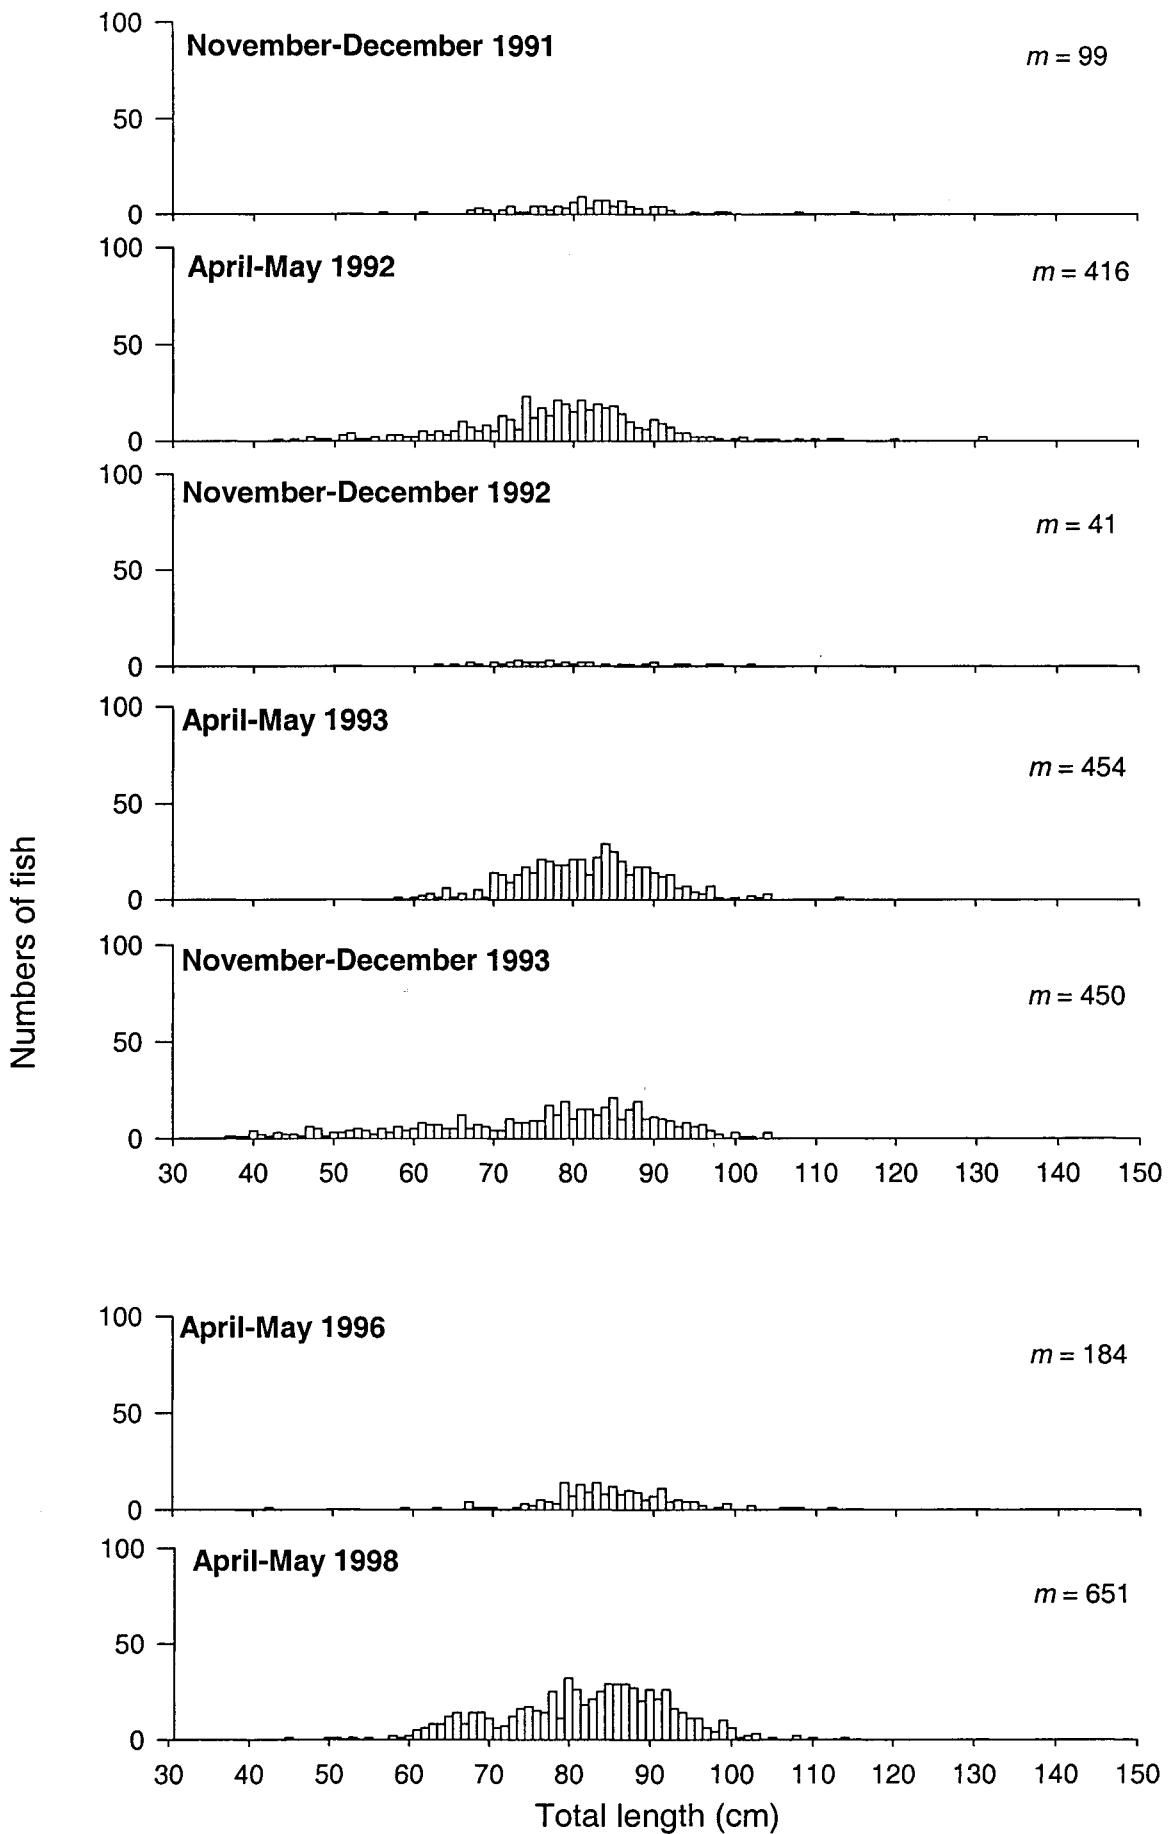 100
November-December 1991
m = 99
50
0
100
April-May 1992
m = 416
50
0
100
November-December 1992
m = 41
50
0
100
April-May 1993
m = 454
50
0
100
November-December 1993
m = 450
50
0
30 40 50 60 70 80 90 100 110 120 130 140 150
Numbers of fish
100
April-May 1996
m = 184
50
0
100
April-May 1998
m = 651
50
0
30 40 50 60 70 80 90 100 110 120 130 140 150
Total length (cm)